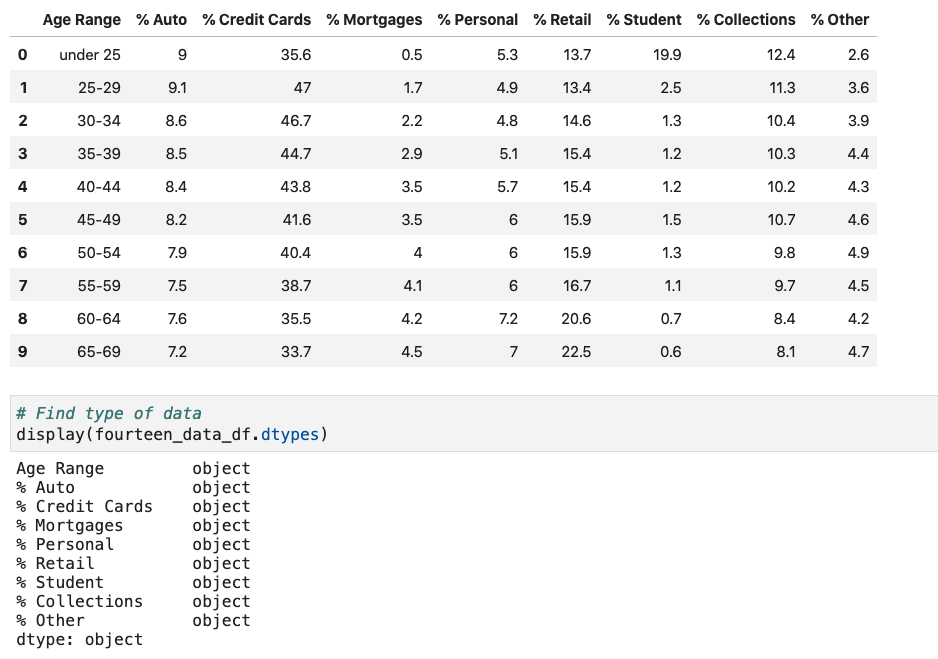 Age Range % Auto % Credit Cards % Mortgages % Personal % Retail % Student % Collections % Other
0 under 25 9 35.6 0.5 5.3 13.7 19.9 12.4 2.6
1 25-29 9.1 47 1.7 4.9 13.4 2.5 11.3 3.6
2 30-34 8.6 46.7 2.2 4.8 14.6 1.3 10.4 3.9
3 35-39 8.5 44.7 2.9 5.1 15.4 1.2 10.3 4.4
4 40-44 8.4 43.8 3.5 5.7 15.4 1.2 10.2 4.3
5 45-49 8.2 41.6 3.5 6 15.9 1.5 10.7 4.6
6 50-54 7.9 40.4 4 6 15.9 1.3 9.8 4.9
7 55-59 7.5 38.7 4.1 6 16.7 1.1 9.7 4.5
8 60-64 7.6 35.5 4.2 7.2 20.6 0.7 8.4 4.2
9 65-69 7.2 33.7 4.5 7 22.5 0.6 8.1 4.7
# Find type of data
display(fourteen_data_df.dtypes)
Age Range object
% Auto object
% Credit Cards object
% Mortgages object
% Personal object
% Retail object
% Student object
% Collections object
% Other object
dtype: object